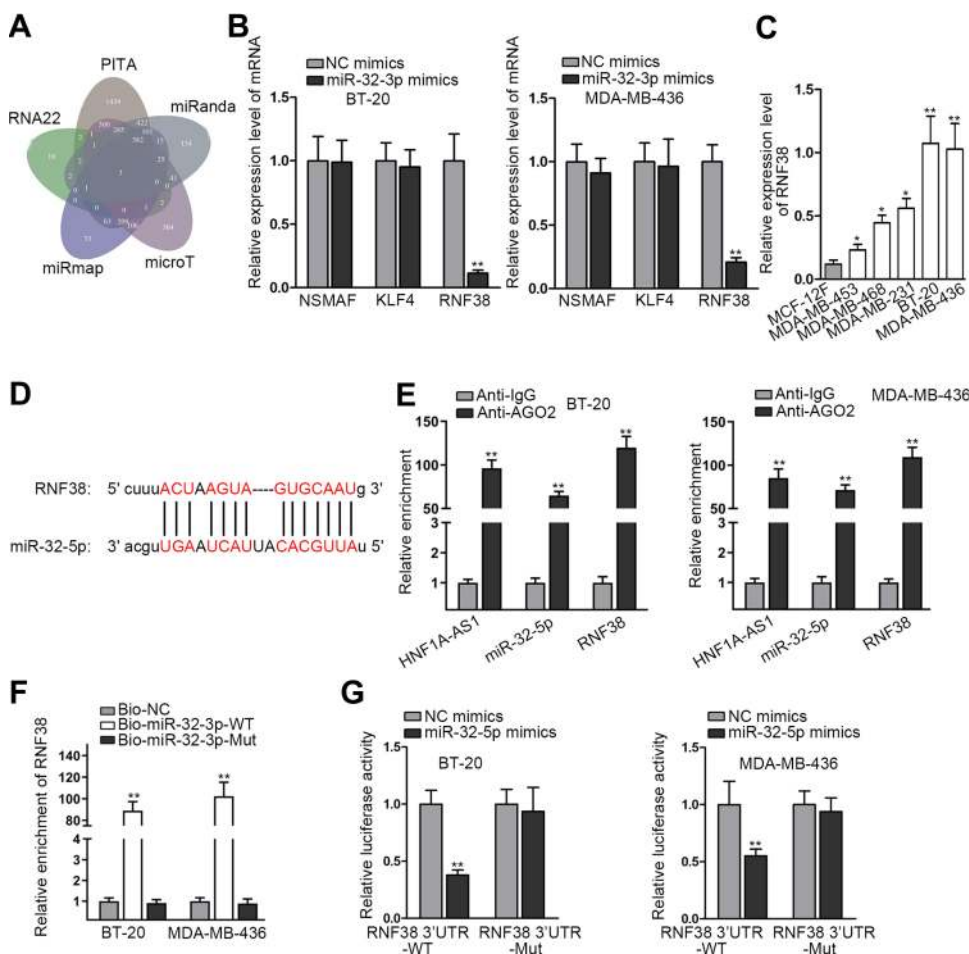 A
PITA
RNA22
miRanda
miRmap
microT
B
NC mimics
miR-32-3p mimics
BT-20
Relative expression level of mRNA
1.5
1.0
0.5
0.0
NSMAF KLF4 RNF38
**
NC mimics
miR-32-3p mimics
MDA-MB-436
Relative expression level of mRNA
1.5
1.0
0.5
0.0
NSMAF KLF4 RNF38
**
C
Relative expression level
of RNF38
1.5
1.0
0.5
0.0
* * * ** **
MCF-12F
MDA-MB-453
MDA-MB-468
MDA-MB-231
BT-20
MDA-MB-436
D
RNF38: 5' cuuuACUAAGUA----GUGCAAUg 3'
miR-32-5p: 3' acguUGAAUCAUUACACGUUAu 5'
E
Anti-IgG
Anti-AGO2
BT-20
Relative enrichment
150
100
50
3
2
1
** ** **
HNF1A-AS1
miR-32-5p
RNF38
Anti-IgG
Anti-AGO2
MDA-MB-436
Relative enrichment
150
100
50
3
2
1
** ** **
HNF1A-AS1
miR-32-5p
RNF38
F
Bio-NC
Bio-miR-32-3p-WT
Bio-miR-32-3p-Mut
Relative enrichment of RNF38
140
120
100
80
60
4
3
2
1
** **
BT-20 MDA-MB-436
G
NC mimics
miR-32-5p mimics
BT-20
Relative luciferase activity
1.5
1.0
0.5
0.0
**
RNF38 3'UTR RNF38 3'UTR
-WT -Mut
NC mimics
miR-32-5p mimics
MDA-MB-436
Relative luciferase activity
1.5
1.0
0.5
0.0
**
RNF38 3'UTR RNF38 3'UTR
-WT -Mut